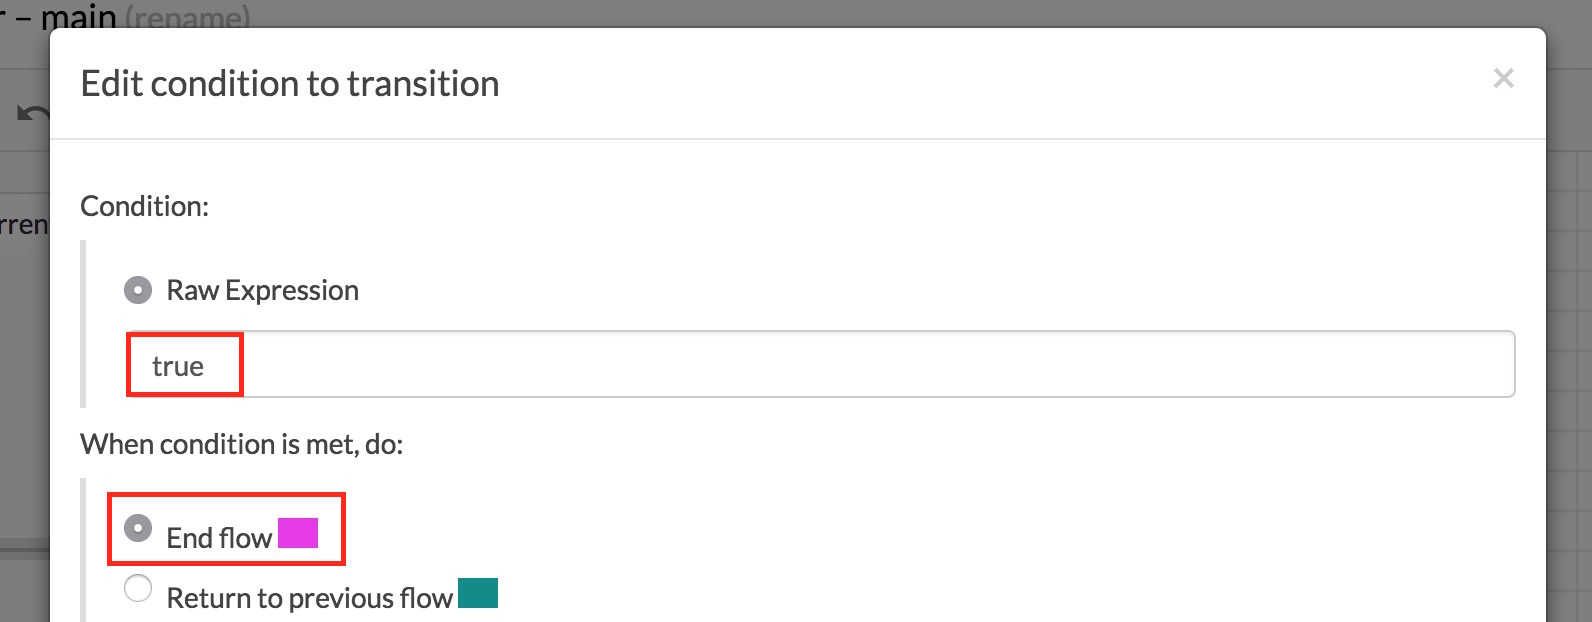 r – main (rename)
Edit condition to transition
×
Condition:
rren
Raw Expression
true
When condition is met, do:
End flow
Return to previous flow